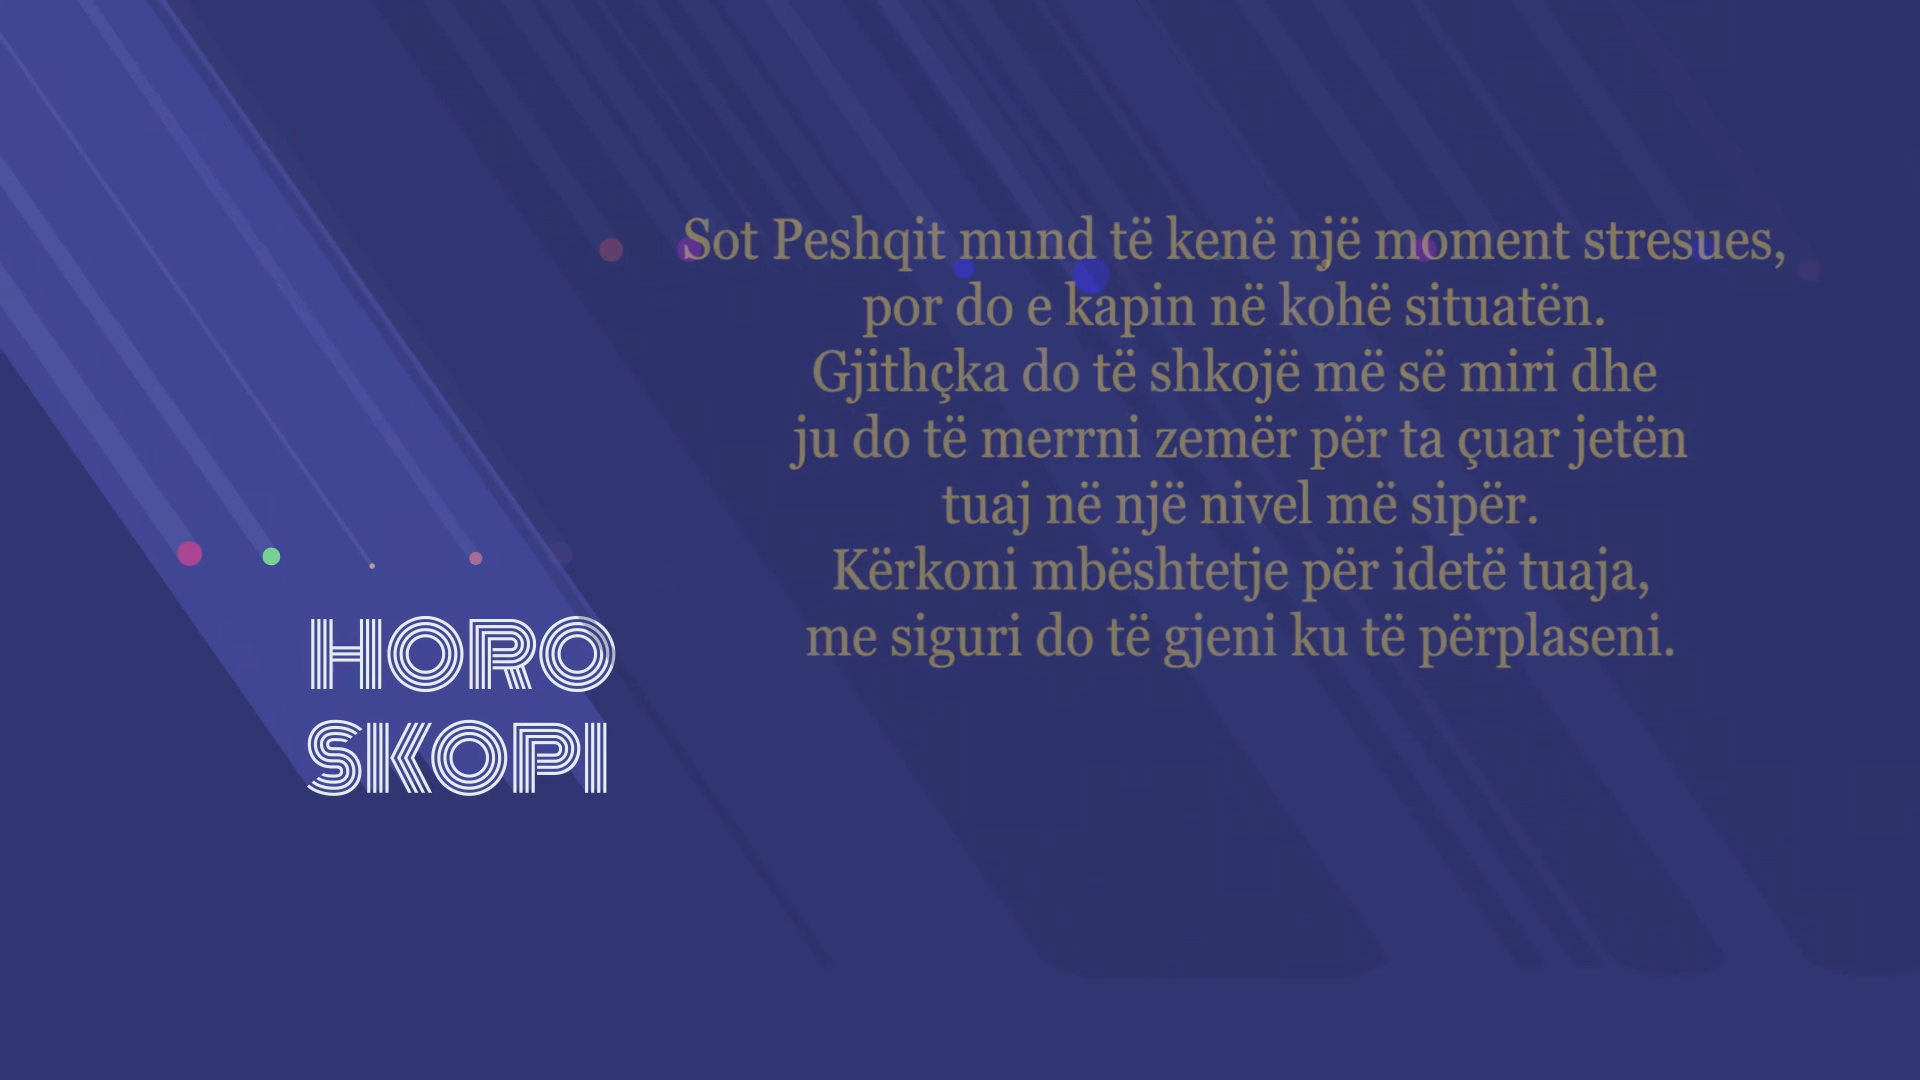 Sot Peshqit mund të kenë një moment stresues,
por do e kapin në kohë situatën.
Gjithçka do të shkojë më së miri dhe
ju do të merrni zemër për ta çuar jetën
tuaj në një nivel më sipër.
Kërkoni mbështetje për idetë tuaja,
me siguri do të gjeni ku të përplaseni.
HORO
SKOPI